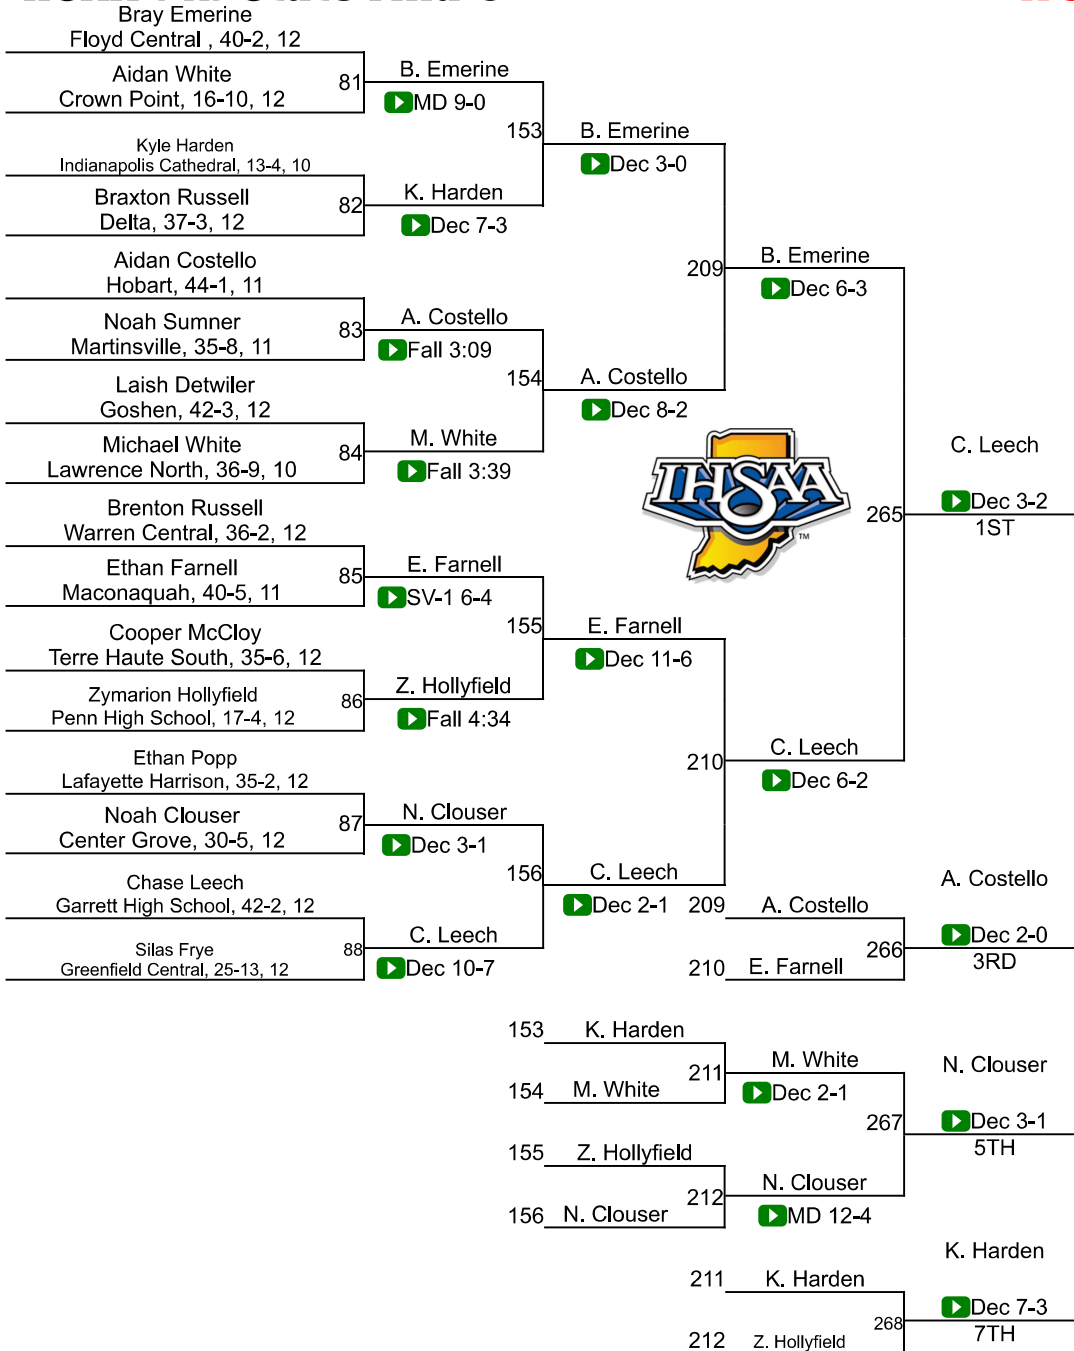 Bray Emerine
Floyd Central , 40-2, 12
Aidan White
Crown Point, 16-10, 12
81
B. Emerine
MD 9-0
153
B. Emerine
Dec 3-0
Kyle Harden
Indianapolis Cathedral, 13-4, 10
Braxton Russell
Delta, 37-3, 12
82
K. Harden
Dec 7-3
209
B. Emerine
Dec 6-3
Aidan Costello
Hobart, 44-1, 11
Noah Sumner
Martinsville, 35-8, 11
83
A. Costello
Fall 3:09
154
A. Costello
Dec 8-2
Laish Detwiler
Goshen, 42-3, 12
Michael White
Lawrence North, 36-9, 10
84
M. White
Fall 3:39
IHSAA
TM
265
C. Leech
Dec 3-2
1ST
Brenton Russell
Warren Central, 36-2, 12
Ethan Farnell
Maconaquah, 40-5, 11
85
E. Farnell
SV-1 6-4
155
E. Farnell
Dec 11-6
Cooper McCloy
Terre Haute South, 35-6, 12
Zymarion Hollyfield
Penn High School, 17-4, 12
86
Z. Hollyfield
Fall 4:34
210
C. Leech
Dec 6-2
Ethan Popp
Lafayette Harrison, 35-2, 12
Noah Clouser
Center Grove, 30-5, 12
87
N. Clouser
Dec 3-1
156
C. Leech
Dec 2-1
Chase Leech
Garrett High School, 42-2, 12
Silas Frye
Greenfield Central, 25-13, 12
88
C. Leech
Dec 10-7
209
A. Costello
210
E. Farnell
266
A. Costello
Dec 2-0
3RD
153
K. Harden
154
M. White
211
M. White
Dec 2-1
155
Z. Hollyfield
156
N. Clouser
212
N. Clouser
MD 12-4
267
N. Clouser
Dec 3-1
5TH
211
K. Harden
212
Z. Hollyfield
268
K. Harden
Dec 7-3
7TH